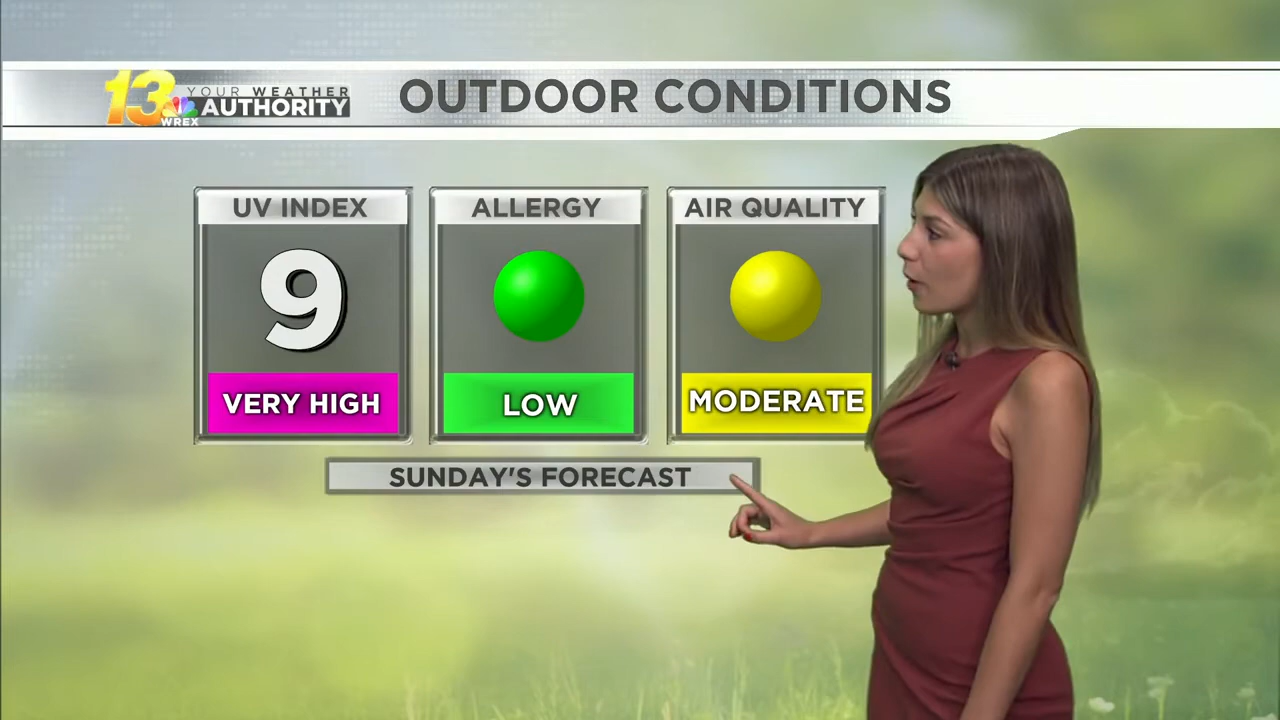 13
WREX
YOUR WEATHER
AUTHORITY
OUTDOOR CONDITIONS
UV INDEX
9
VERY HIGH
ALLERGY
LOW
AIR QUALITY
MODERATE
SUNDAY'S FORECAST